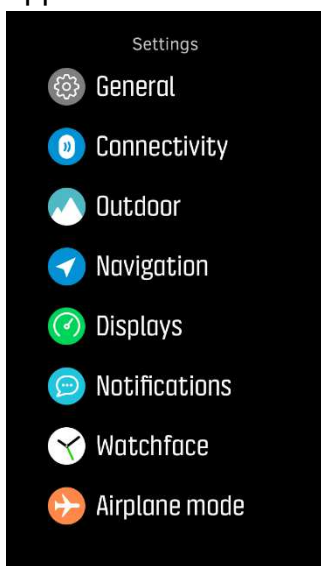 Settings
General
Connectivity
Outdoor
Navigation
Displays
Notifications
Watchface
Airplane mode